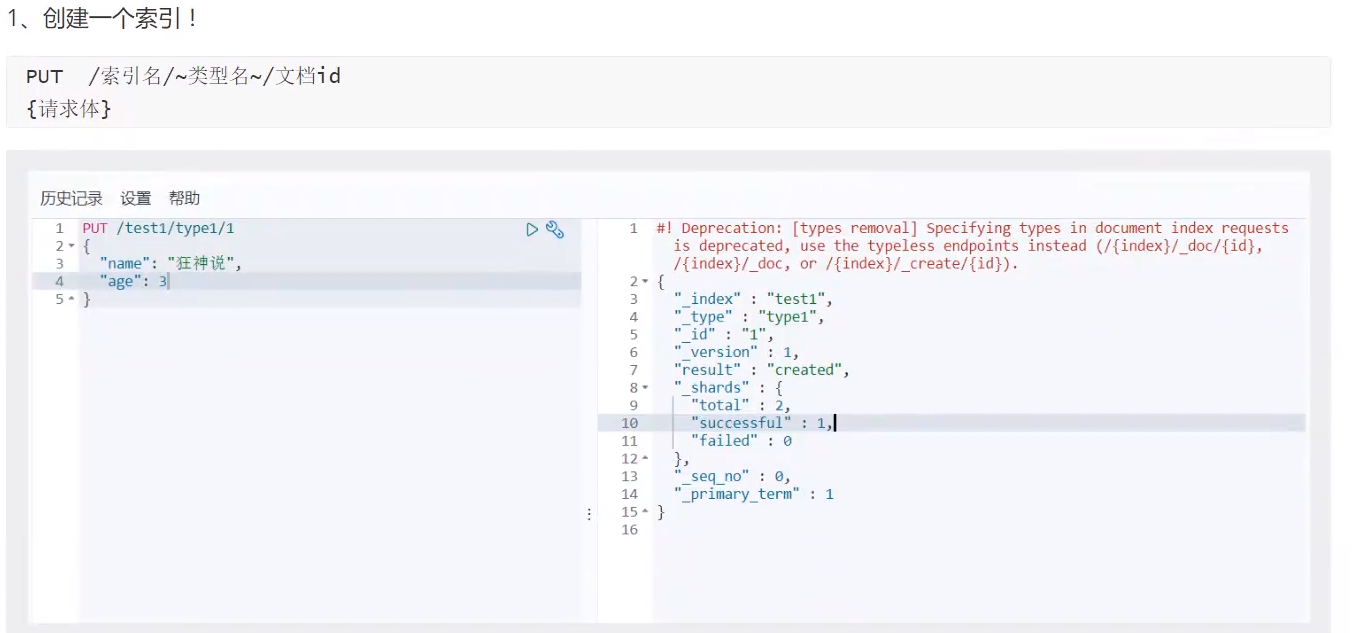 1、创建一个索引！
PUT /索引名/~类型名~/文档id
{请求体}
历史记录 设置 帮助
1 PUT /test1/type1/1
2 {
3 "name": "狂神说",
4 "age": 3
5 }
1 #! Deprecation: [types removal] Specifying types in document index requests
is deprecated, use the typeless endpoints instead (/{index}/_doc/{id},
/{index}/_doc, or /{index}/_create/{id}).
2 {
3 "_index" : "test1",
4 "_type" : "type1",
5 "_id" : "1",
6 "_version" : 1,
7 "result" : "created",
8 "_shards" : {
9 "total" : 2,
10 "successful" : 1,
11 "failed" : 0
12 },
13 "_seq_no" : 0,
14 "_primary_term" : 1
15 }
16